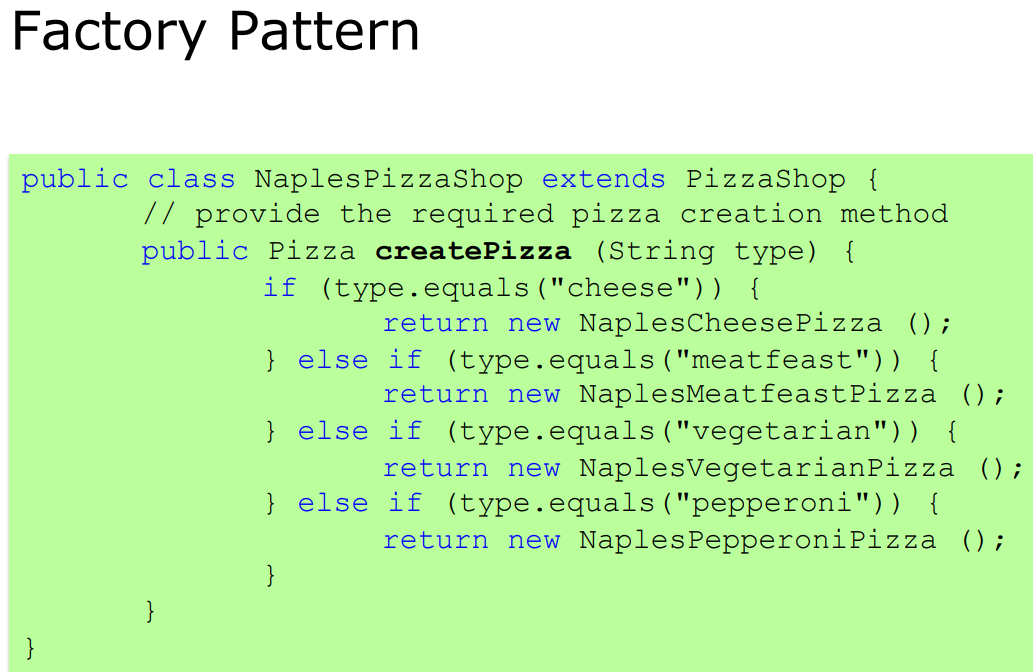 Factory Pattern
public class NaplesPizzaShop extends PizzaShop {
// provide the required pizza creation method
public Pizza createPizza (String type) {
if (type.equals("cheese")) {
return new NaplesCheesePizza ();
} else if (type.equals("meatfeast")) {
return new NaplesMeatfeastPizza ();
} else if (type.equals("vegetarian")) {
return new NaplesVegetarianPizza ();
} else if (type.equals("pepperoni")) {
return new NaplesPepperoniPizza ();
}
}
}